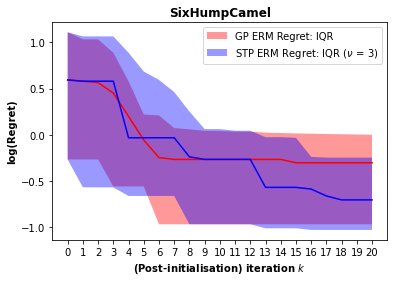 SixHumpCamel
GP ERM Regret: IQR
STP ERM Regret: IQR (ν = 3)
log(Regret)
1.0
0.5
0.0
−0.5
−1.0
0 1 2 3 4 5 6 7 8 9 10 11 12 13 14 15 16 17 18 19 20
(Post-initialisation) iteration k